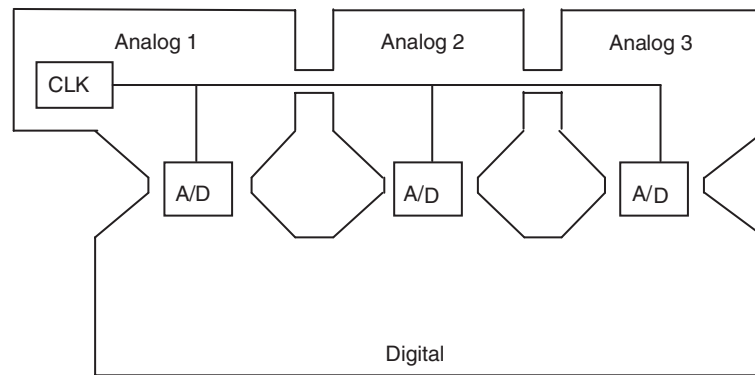 Analog 1
Analog 2
Analog 3
CLK
A/D
A/D
A/D
Digital